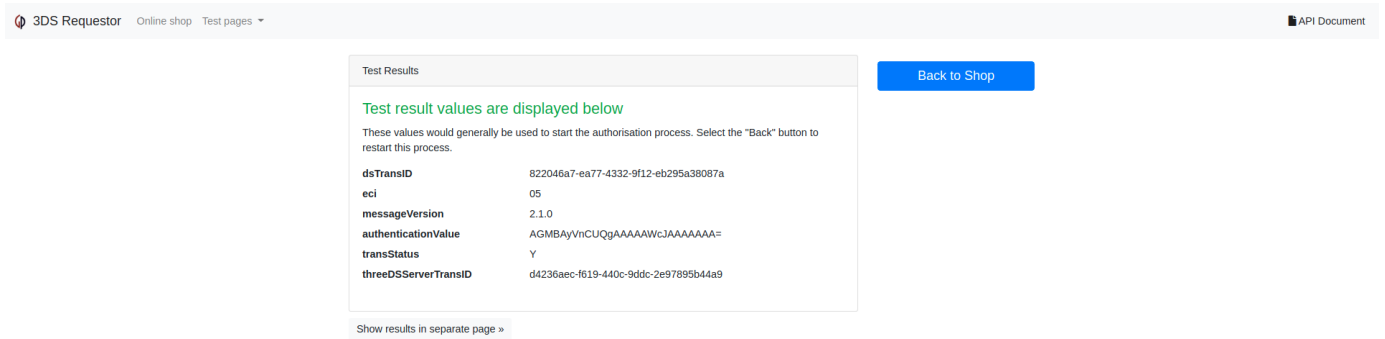 3DS Requestor Online shop Test pages API Document
Test Results
Back to Shop
Test result values are displayed below
These values would generally be used to start the authorisation process. Select the "Back" button to
restart this process.
dsTransID 822046a7-ea77-4332-9f12-eb295a38087a
eci 05
messageVersion 2.1.0
authenticationValue AGMBAyVnCUQgAAAAAWcJAAAAAAA=
transStatus Y
threeDSServerTransID d4236aec-f619-440c-9ddc-2e97895b44a9
Show results in separate page »